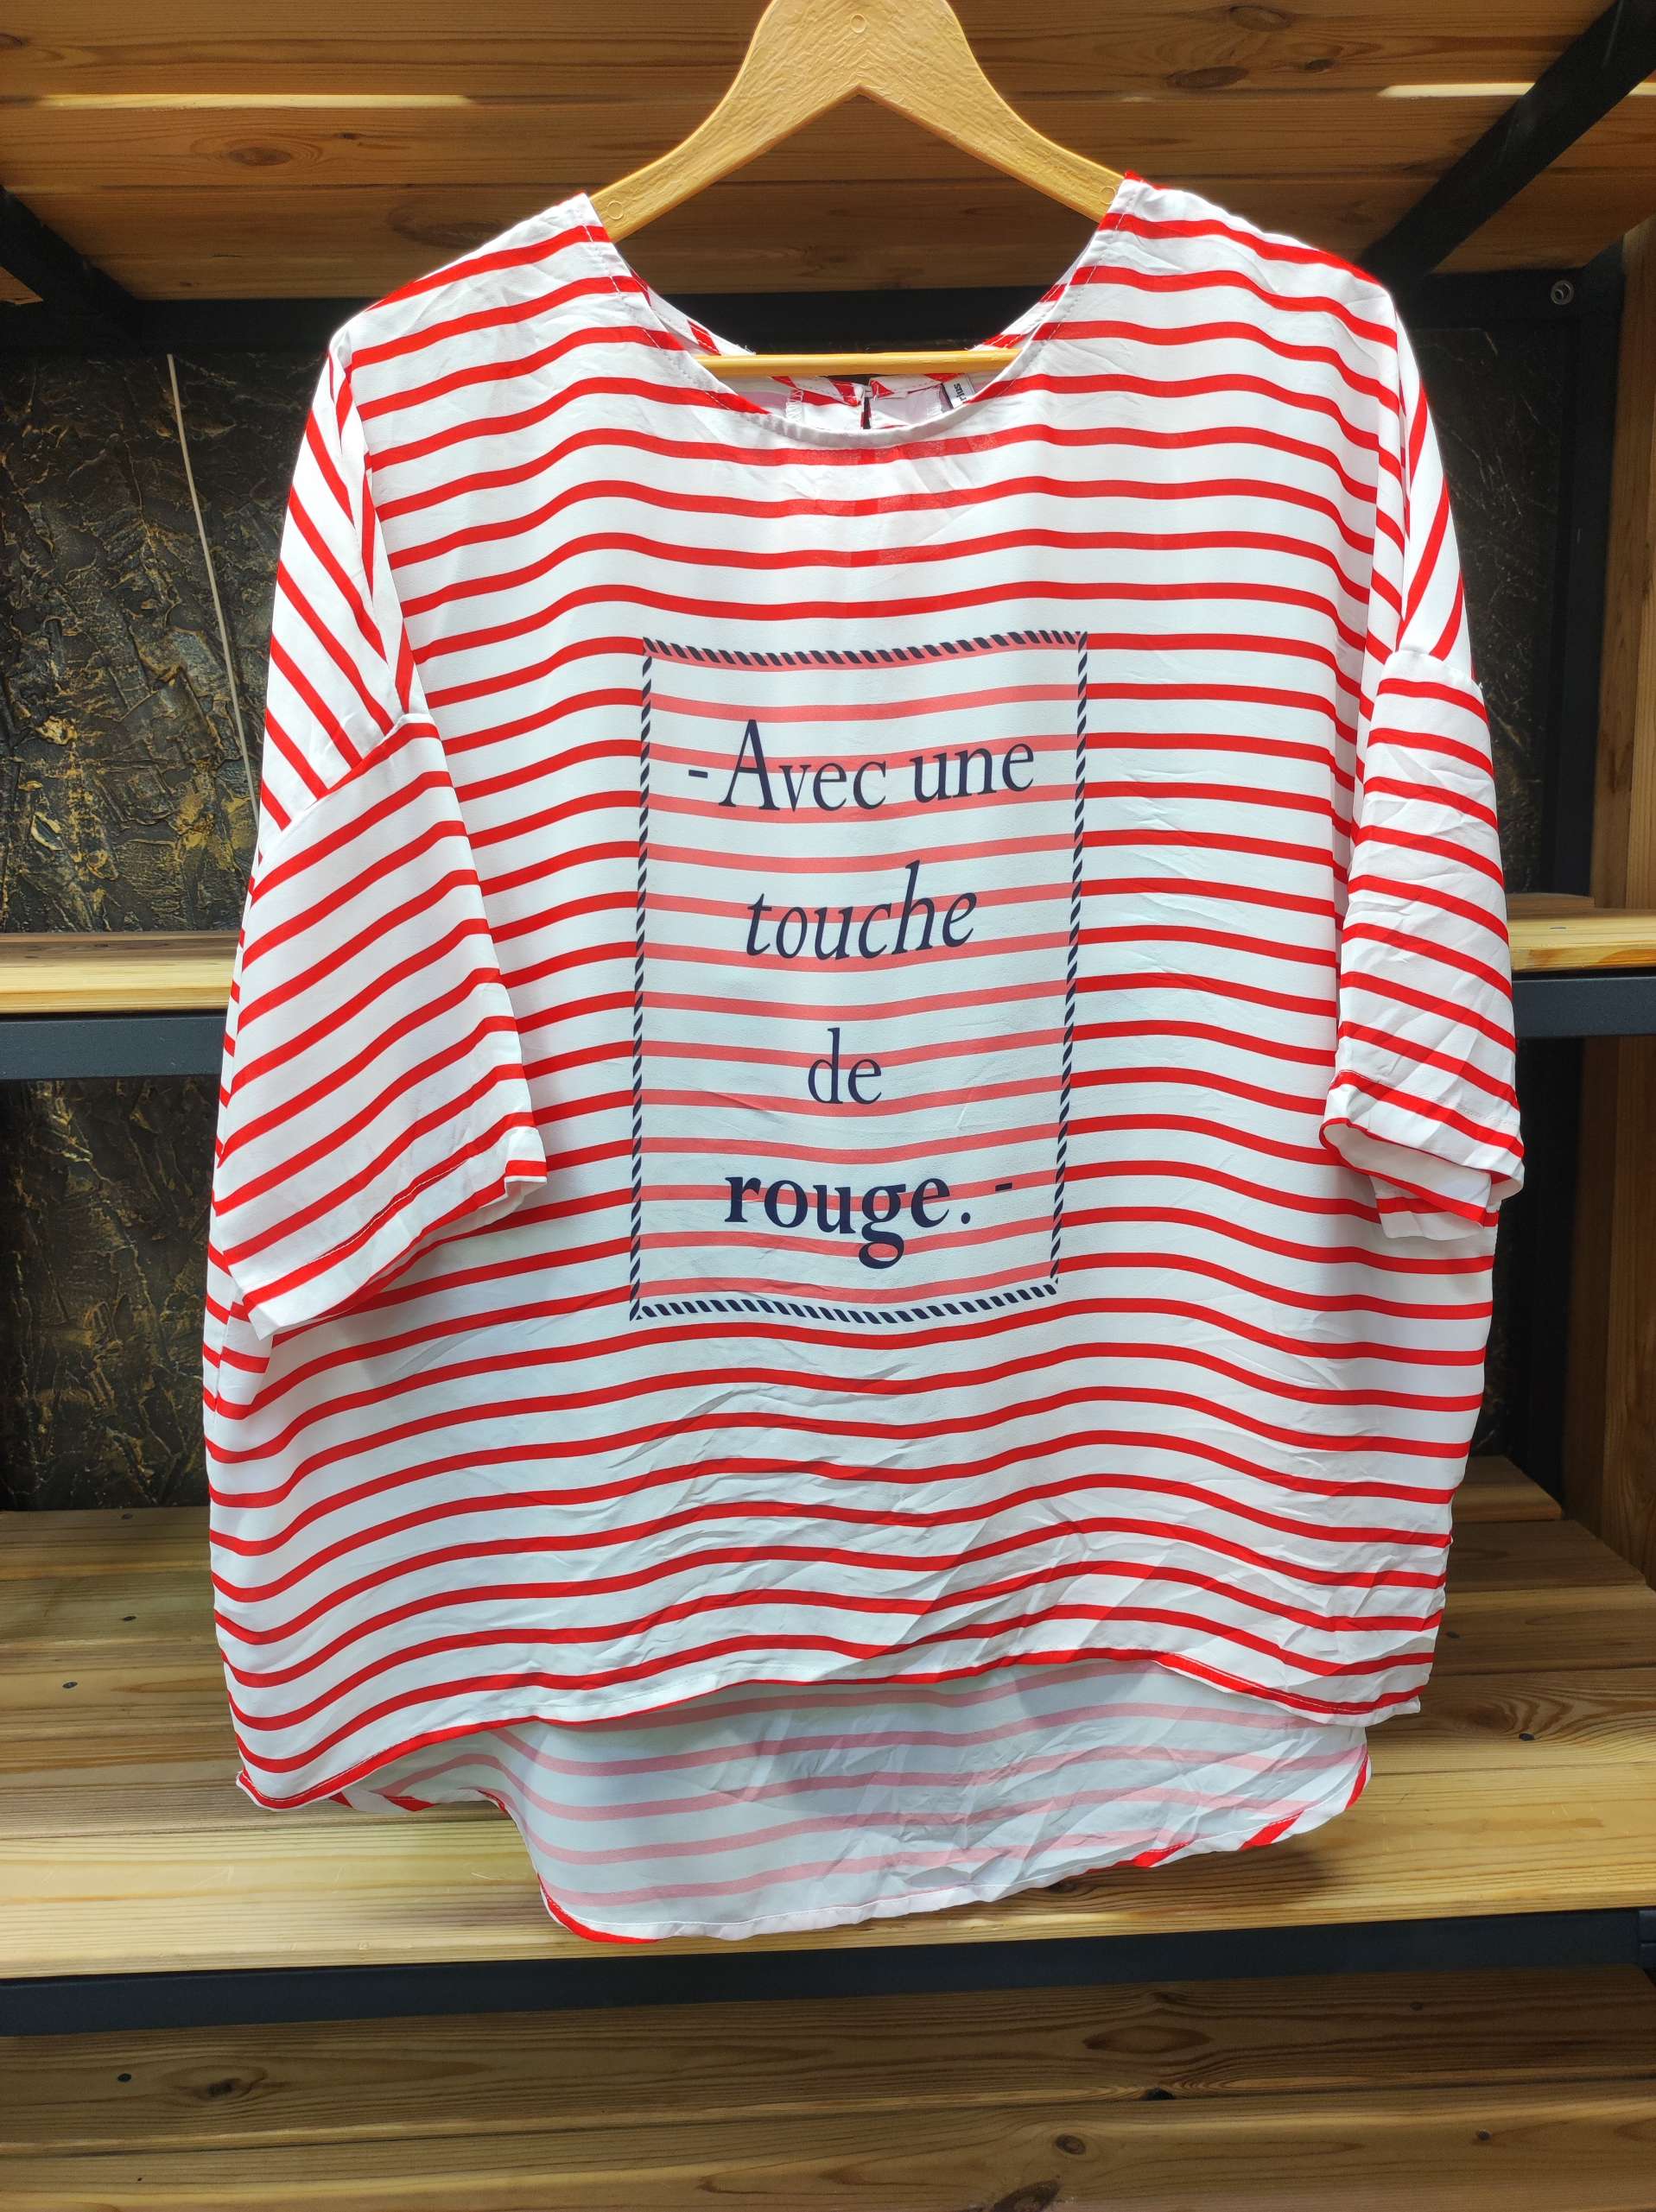 -Avec une
touche
de
rouge. -